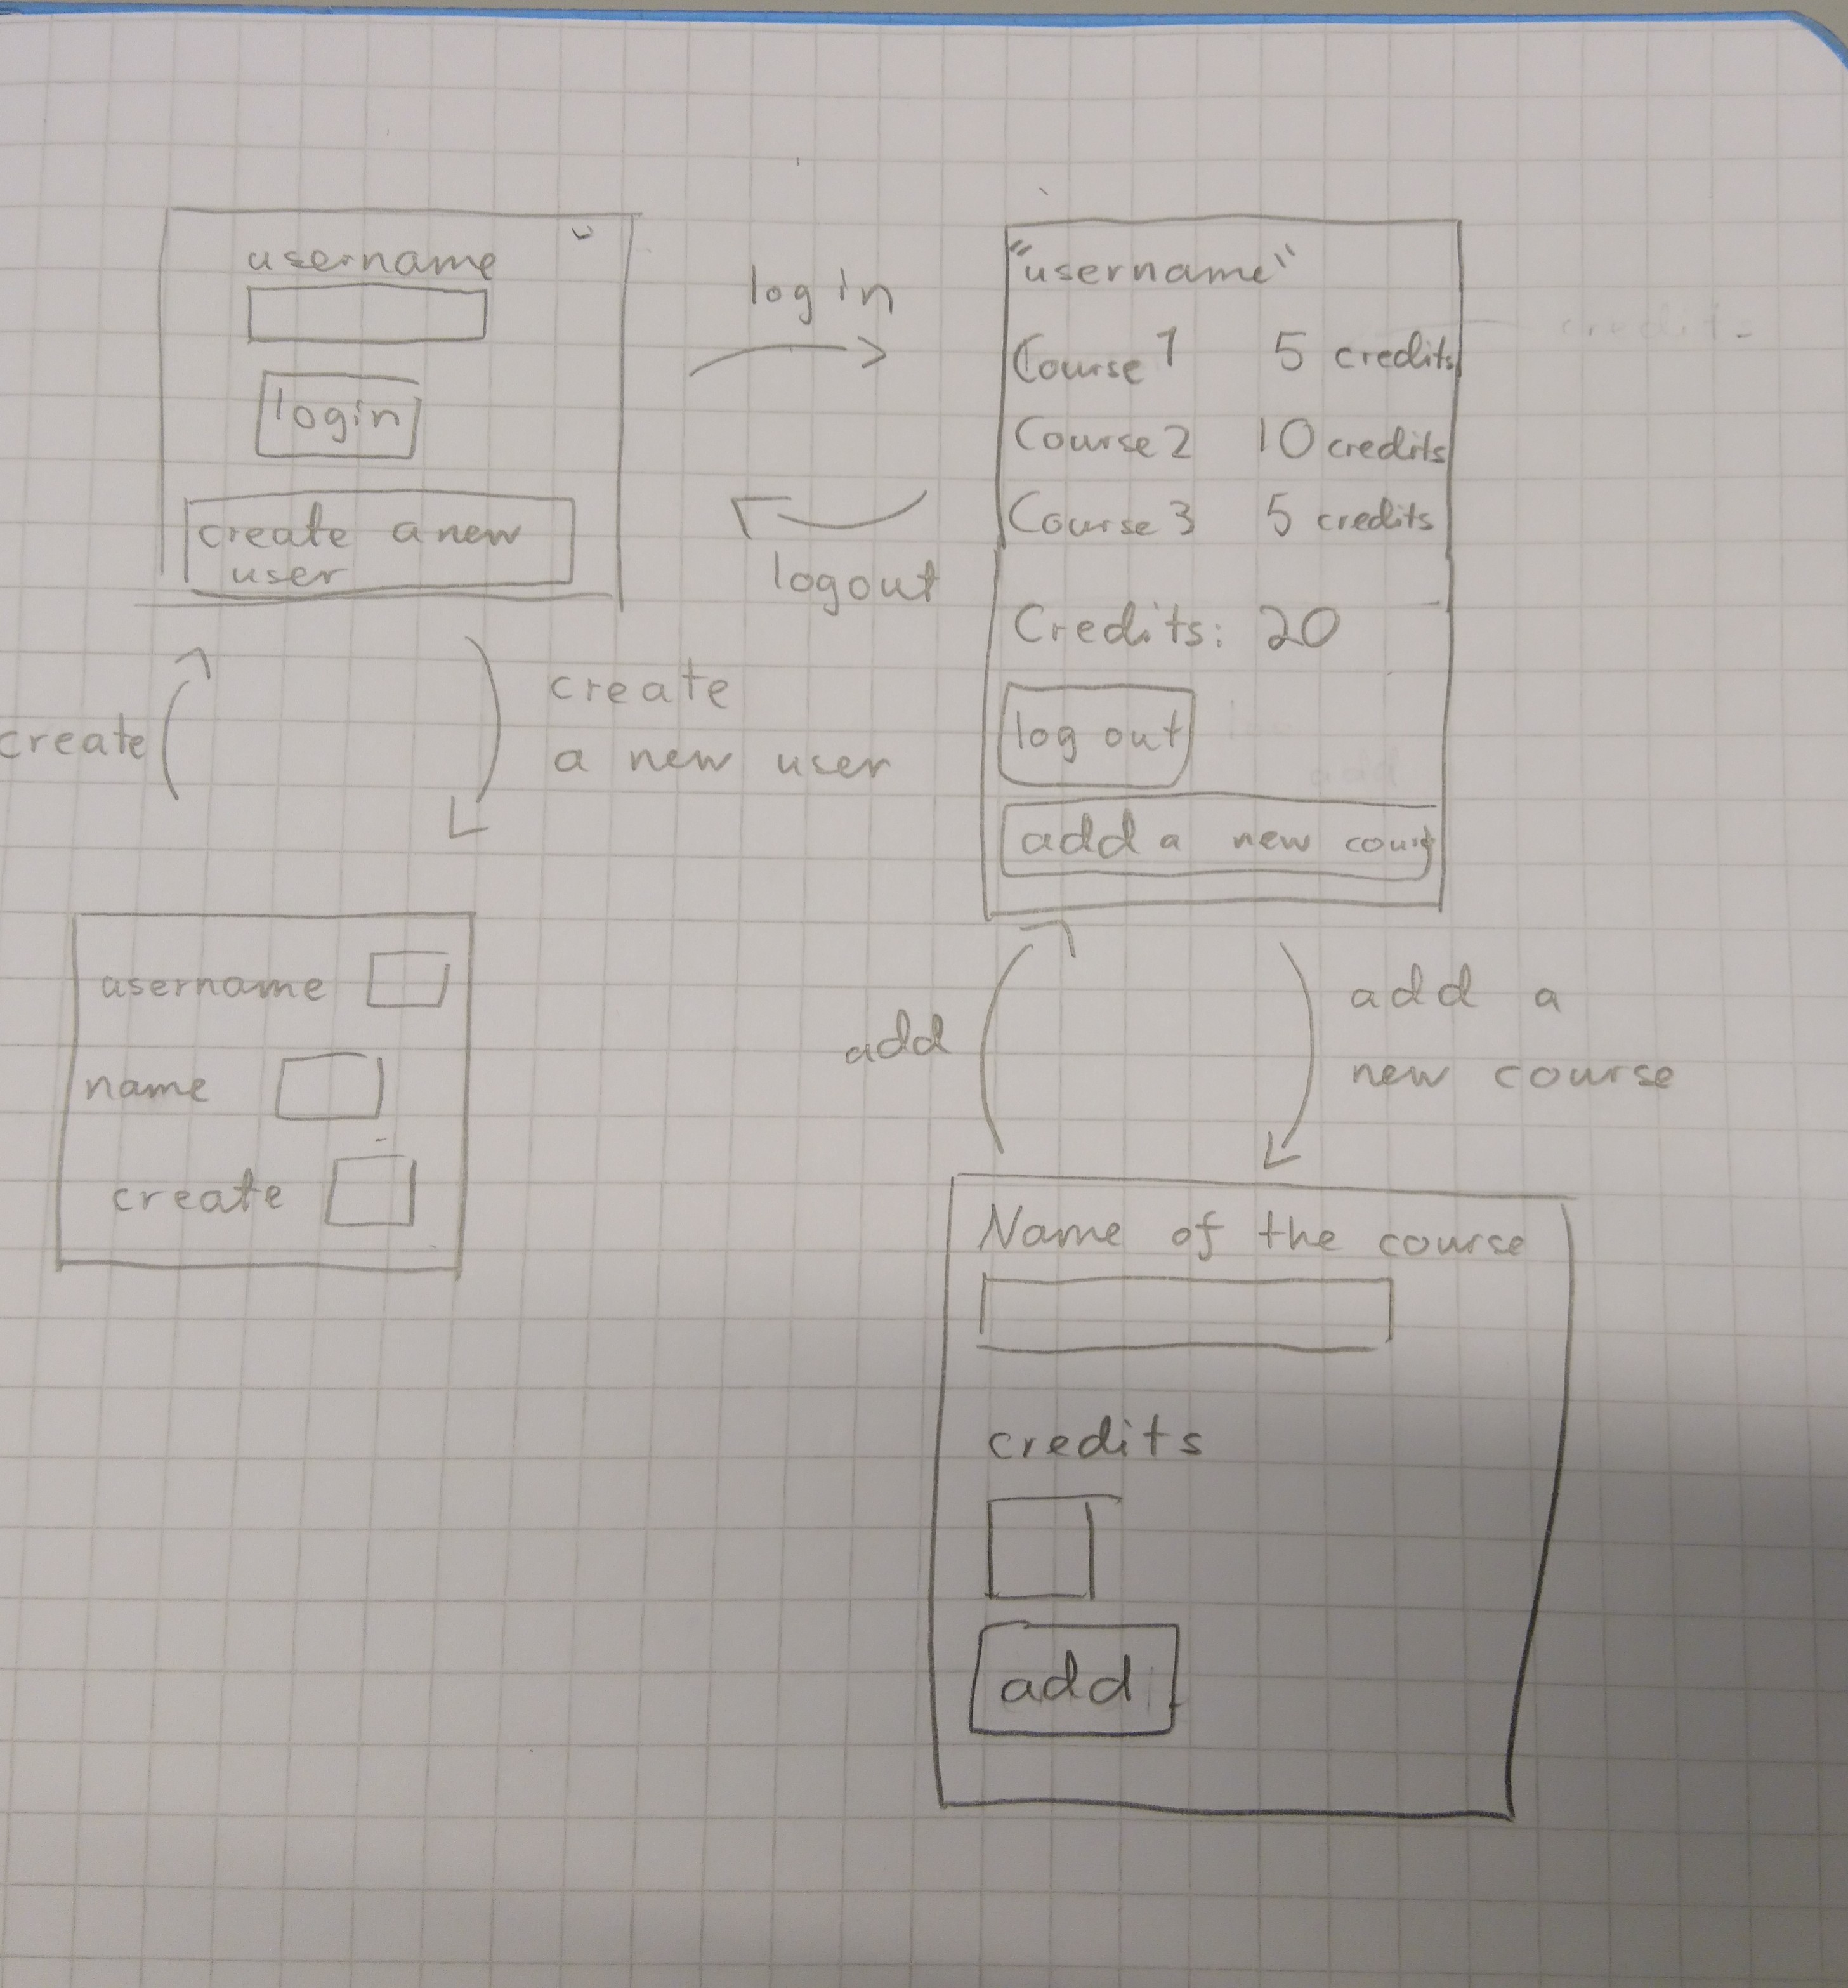 username
login
create a new
user
log in
logout
"username"
Course 1 5 credits
Course 2 10 credits
Course 3 5 credits
Credits: 20
log out
add a new
create
create
a new user
username
name
create
add
add a
new course
Name of the course
credits
add